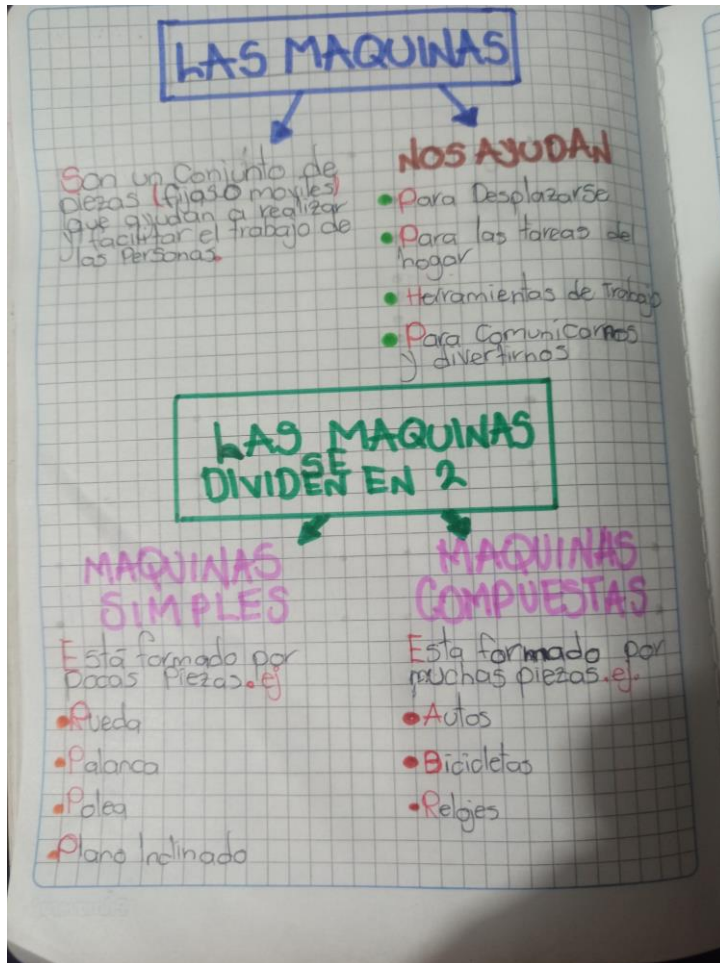 LAS MAQUINAS
Son un Conjunto de
piezas (fijas o moviles)
que ayudan a realizar
y facilitar el trabajo de
las Personas.
NOS AYUDAN
• Para Desplazarse
• Para las tareas del
hogar
• Herramientas de Trabajo
• Para Comunicarnos
y divertirnos
LAS MAQUINAS
SE
DIVIDEN EN 2
MAQUINAS
SIMPLES
Está formado por
Pocas Piezas. ej
• Rueda
• Palanca
• Polea
• Plano Inclinado
MAQUINAS
COMPUESTAS
Esta formado por
muchas piezas. ej.
• Autos
• Bicicletas
• Relojes